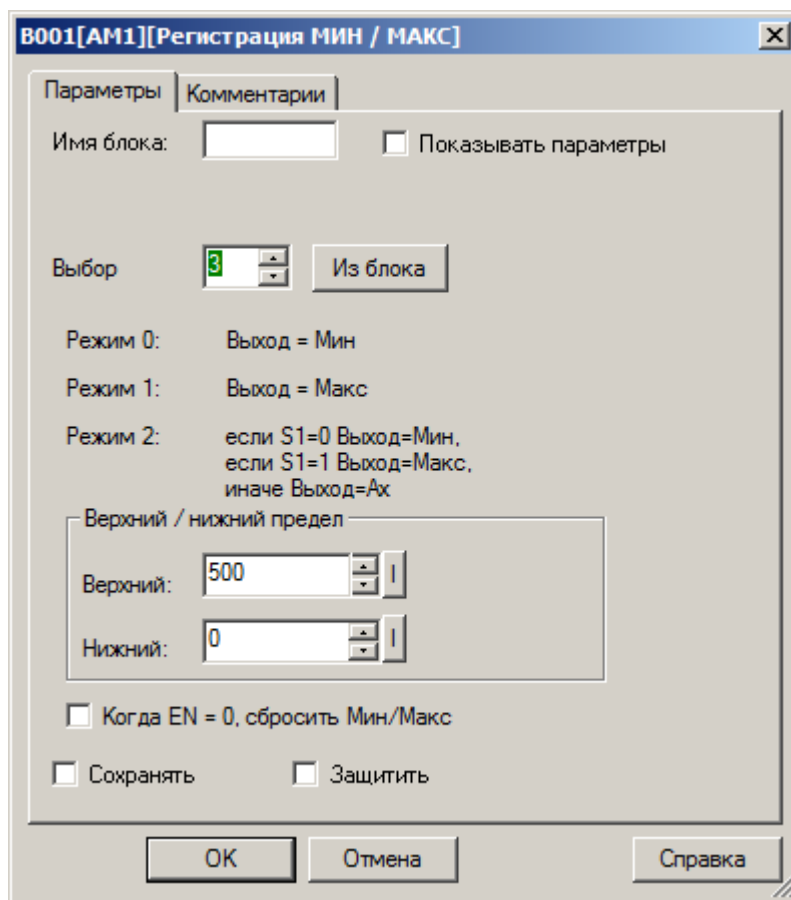 B001[AM1][Регистрация МИН / МАКС]
Параметры Комментарии
Имя блока: Показывать параметры
Выбор 3 Из блока
Режим 0: Выход = Мин
Режим 1: Выход = Макс
Режим 2: если S1=0 Выход=Мин,
если S1=1 Выход=Макс,
иначе Выход=Ax
Верхний / нижний предел
Верхний: 500 I
Нижний: 0 I
Когда EN = 0, сбросить Мин/Макс
Сохранять Защитить
OK Отмена Справка